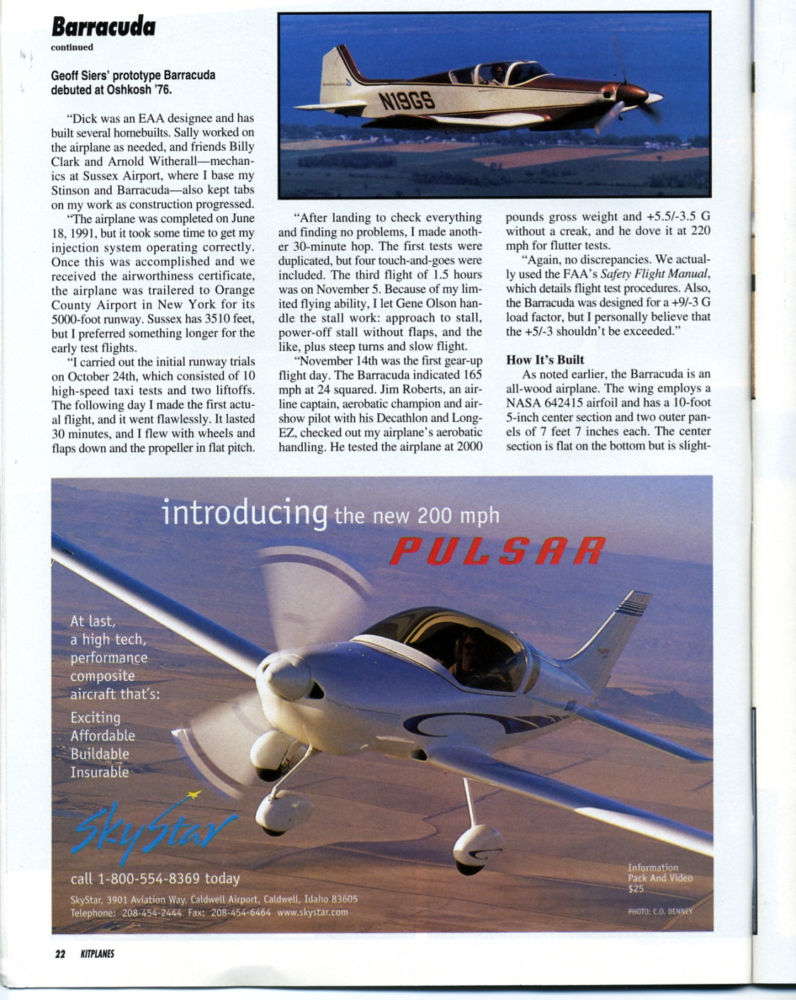 Barracuda
continued
Geoff Siers' prototype Barracuda
debuted at Oshkosh '76.
N19GS
"Dick was an EAA designee and has
built several homebuilts. Sally worked on
the airplane as needed, and friends Billy
Clark and Arnold Witherall—mechan-
ics at Sussex Airport, where I base my
Stinson and Barracuda—also kept tabs
on my work as construction progressed.
"The airplane was completed on June
18, 1991, but it took some time to get my
injection system operating correctly.
Once this was accomplished and we
received the airworthiness certificate,
the airplane was trailered to Orange
County Airport in New York for its
5000-foot runway. Sussex has 3510 feet,
but I preferred something longer for the
early test flights.
"I carried out the initial runway trials
on October 24th, which consisted of 10
high-speed taxi tests and two liftoffs.
The following day I made the first actu-
al flight, and it went flawlessly. It lasted
30 minutes, and I flew with wheels and
flaps down and the propeller in flat pitch.
"After landing to check everything
and finding no problems, I made anoth-
er 30-minute hop. The first tests were
duplicated, but four touch-and-goes were
included. The third flight of 1.5 hours
was on November 5. Because of my lim-
ited flying ability, I let Gene Olson han-
dle the stall work: approach to stall,
power-off stall without flaps, and the
like, plus steep turns and slow flight.
"November 14th was the first gear-up
flight day. The Barracuda indicated 165
mph at 24 squared. Jim Roberts, an air-
line captain, aerobatic champion and air-
show pilot with his Decathlon and Long-
EZ, checked out my airplane's aerobatic
handling. He tested the airplane at 2000
pounds gross weight and +5.5/-3.5 G
without a creak, and he dove it at 220
mph for flutter tests.
"Again, no discrepancies. We actual-
ly used the FAA's Safety Flight Manual,
which details flight test procedures. Also,
the Barracuda was designed for a +9/-3 G
load factor, but I personally believe that
the +5/-3 shouldn't be exceeded."
How It's Built
As noted earlier, the Barracuda is an
all-wood airplane. The wing employs a
NASA 642415 airfoil and has a 10-foot
5-inch center section and two outer pan-
els of 7 feet 7 inches each. The center
section is flat on the bottom but is slight-
introducing the new 200 mph
PULSAR
At last,
a high tech,
performance
composite
aircraft that's:
Exciting
Affordable
Buildable
Insurable
SkyStar
call 1-800-554-8369 today
SkyStar, 3901 Aviation Way, Caldwell Airport, Caldwell, Idaho 83605
Telephone: 208-454-2444 Fax: 208-454-6464 www.skystar.com
Information
Pack And Video
$25
PHOTO: C.O. DENNEY
22 KITPLANES